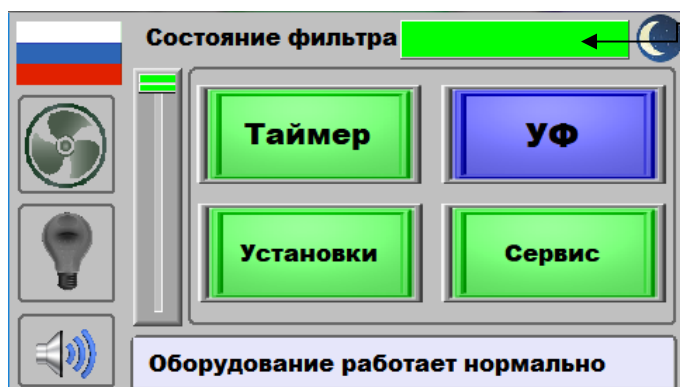 Состояние фильтра
Таймер
УФ
Установки
Сервис
Оборудование работает нормально